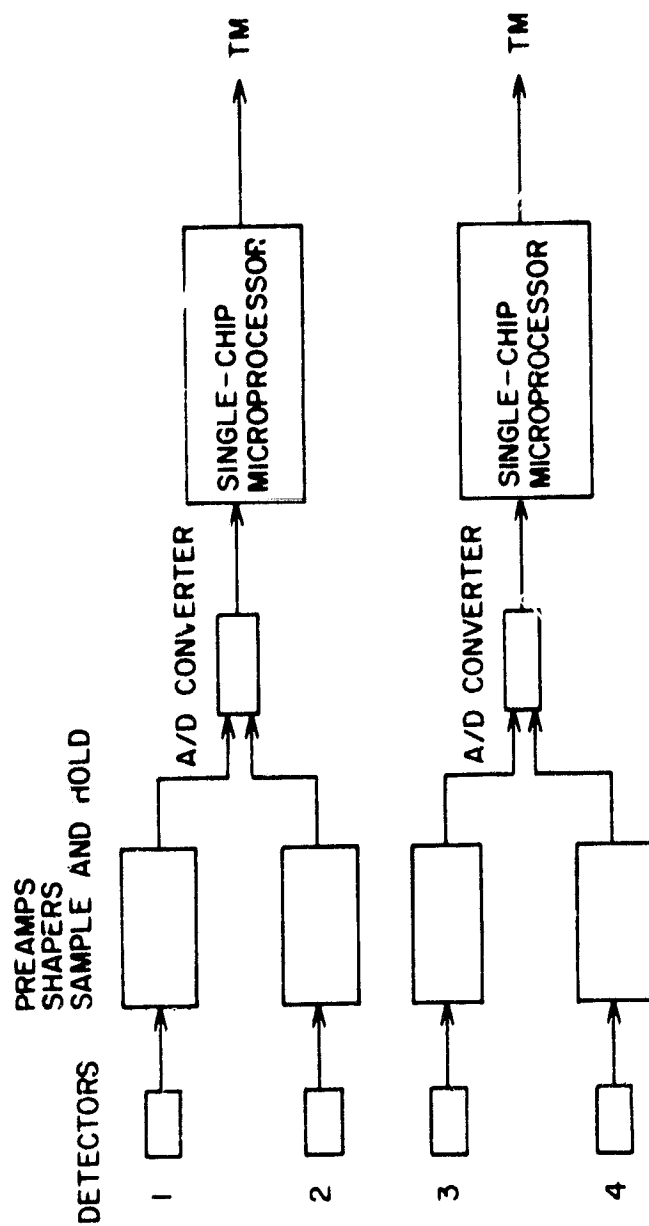 PREAMPS
SHAPERS
SAMPLE AND HOLD
DETECTORS
1
2
3
4
A/D CONVERTER
SINGLE-CHIP
MICROPROCESSOR
TM
A/D CONVERTER
SINGLE-CHIP
MICROPROCESSOR
TM